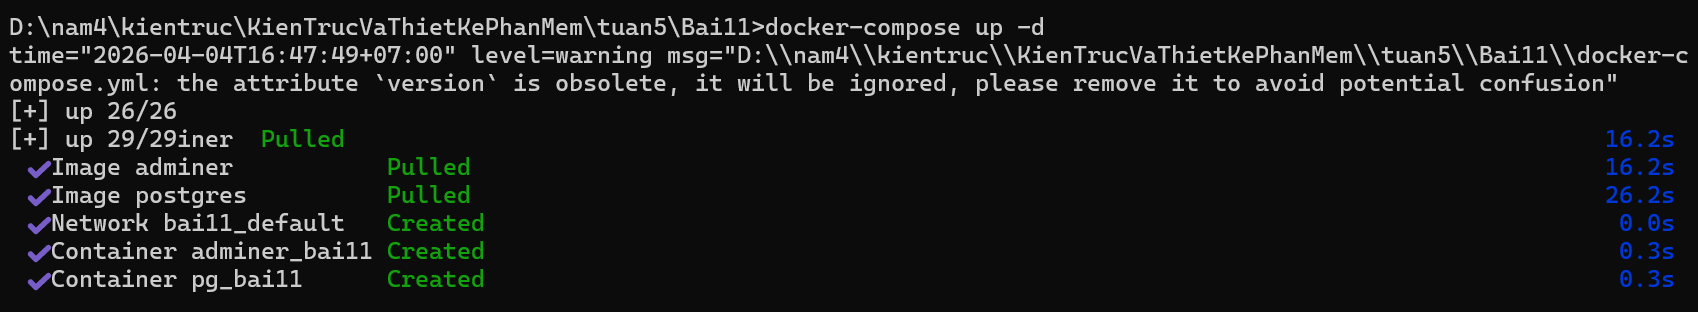 D:\nam4\kientruc\KienTrucVaThietKePhanMem\tuan5\Bai11>docker-compose up -d
time="2026-04-04T16:47:49+07:00" level=warning msg="D:\\nam4\\kientruc\\KienTrucVaThietKePhanMem\\tuan5\\Bai11\\docker-c
ompose.yml: the attribute `version` is obsolete, it will be ignored, please remove it to avoid potential confusion"
[+] up 26/26
[+] up 29/29iner  Pulled 16.2s
✔Image adminer Pulled 16.2s
✔Image postgres Pulled 26.2s
✔Network bai11_default Created 0.0s
✔Container adminer_bai11 Created 0.3s
✔Container pg_bai11 Created 0.3s